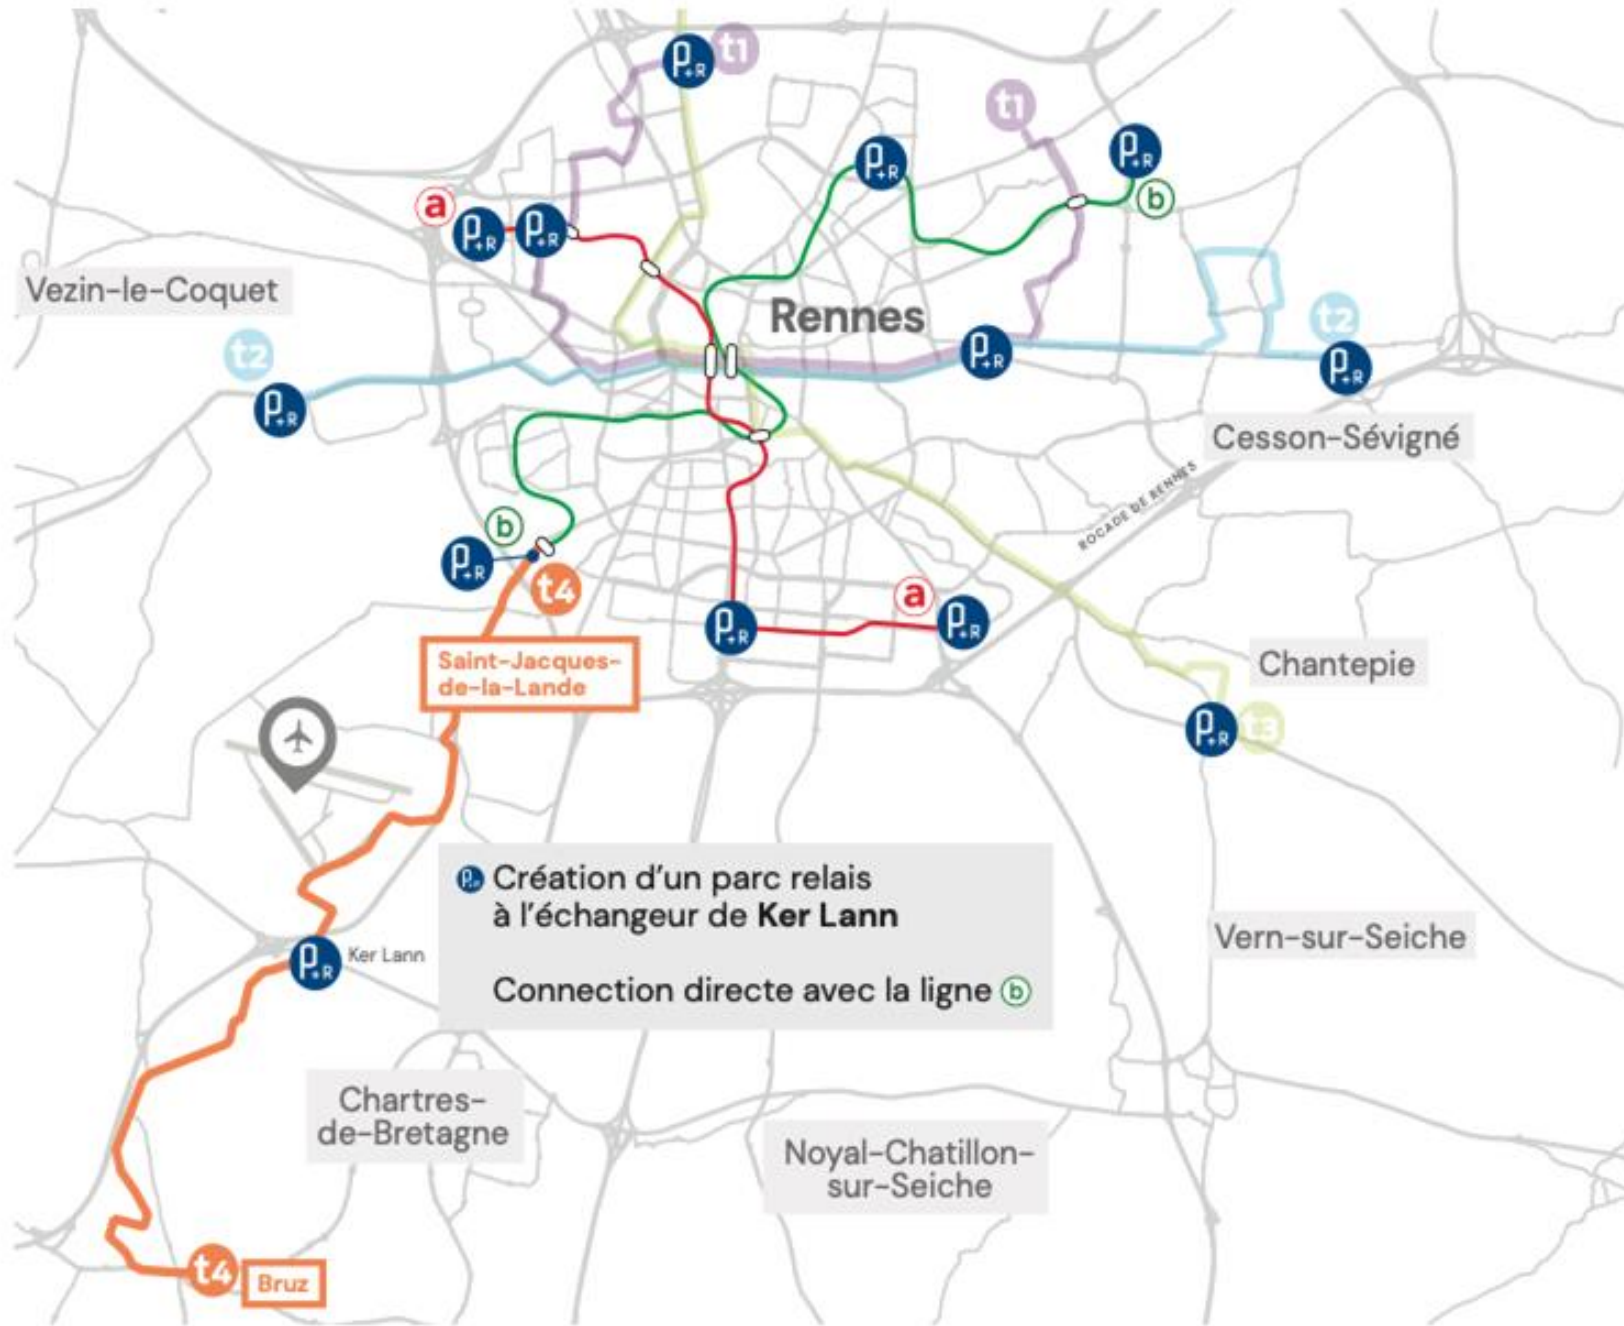 P+R
t1
t1
P+R
P+R
a
P+R
P+R
b
Vezin-le-Coquet
Rennes
t2
t2
P+R
P+R
P+R
Cesson-Sévigné
ROCADE DE RENNES
b
P+R
t4
a
P+R
P+R
Saint-Jacques-
de-la-Lande
Chantepie
P+R
t3
P+R Création d'un parc relais
à l'échangeur de Ker Lann
Connection directe avec la ligne b
Vern-sur-Seiche
P+R
Ker Lann
Chartres-
de-Bretagne
Noyal-Chatillon-
sur-Seiche
t4
Bruz